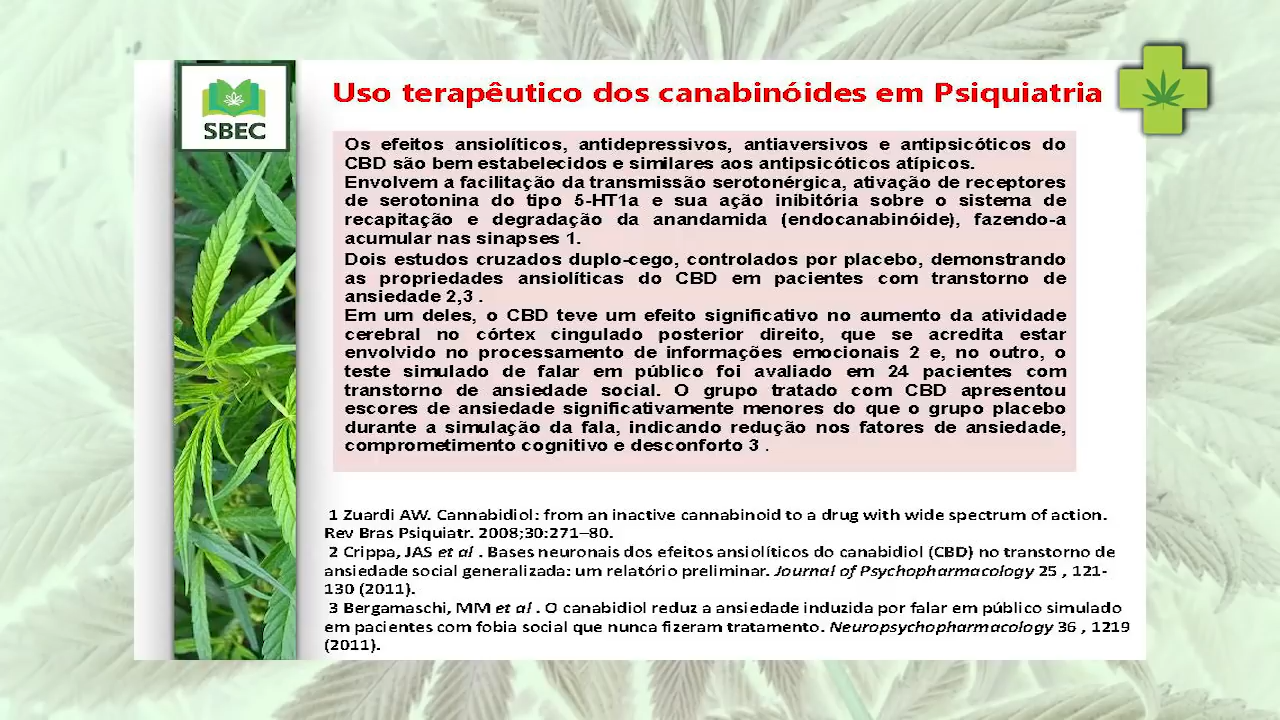 SBEC
Uso terapêutico dos canabinóides em Psiquiatria
Os efeitos ansiolíticos, antidepressivos, antiaversivos e antipsicóticos do
CBD são bem estabelecidos e similares aos antipsicóticos atípicos.
Envolvem a facilitação da transmissão serotonérgica, ativação de receptores
de serotonina do tipo 5-HT1a e sua ação inibitória sobre o sistema de
recapitação e degradação da anandamida (endocanabinóide), fazendo-a
acumular nas sinapses 1.
Dois estudos cruzados duplo-cego, controlados por placebo, demonstrando
as propriedades ansiolíticas do CBD em pacientes com transtorno de
ansiedade 2,3 .
Em um deles, o CBD teve um efeito significativo no aumento da atividade
cerebral no córtex cingulado posterior direito, que se acredita estar
envolvido no processamento de informações emocionais 2 e, no outro, o
teste simulado de falar em público foi avaliado em 24 pacientes com
transtorno de ansiedade social. O grupo tratado com CBD apresentou
escores de ansiedade significativamente menores do que o grupo placebo
durante a simulação da fala, indicando redução nos fatores de ansiedade,
comprometimento cognitivo e desconforto 3 .
1 Zuardi AW. Cannabidiol: from an inactive cannabinoid to a drug with wide spectrum of action.
Rev Bras Psiquiatr. 2008;30:271–80.
2 Crippa, JAS et al . Bases neuronais dos efeitos ansiolíticos do canabidiol (CBD) no transtorno de
ansiedade social generalizada: um relatório preliminar. Journal of Psychopharmacology 25 , 121-
130 (2011).
3 Bergamaschi, MM et al . O canabidiol reduz a ansiedade induzida por falar em público simulado
em pacientes com fobia social que nunca fizeram tratamento. Neuropsychopharmacology 36 , 1219
(2011).